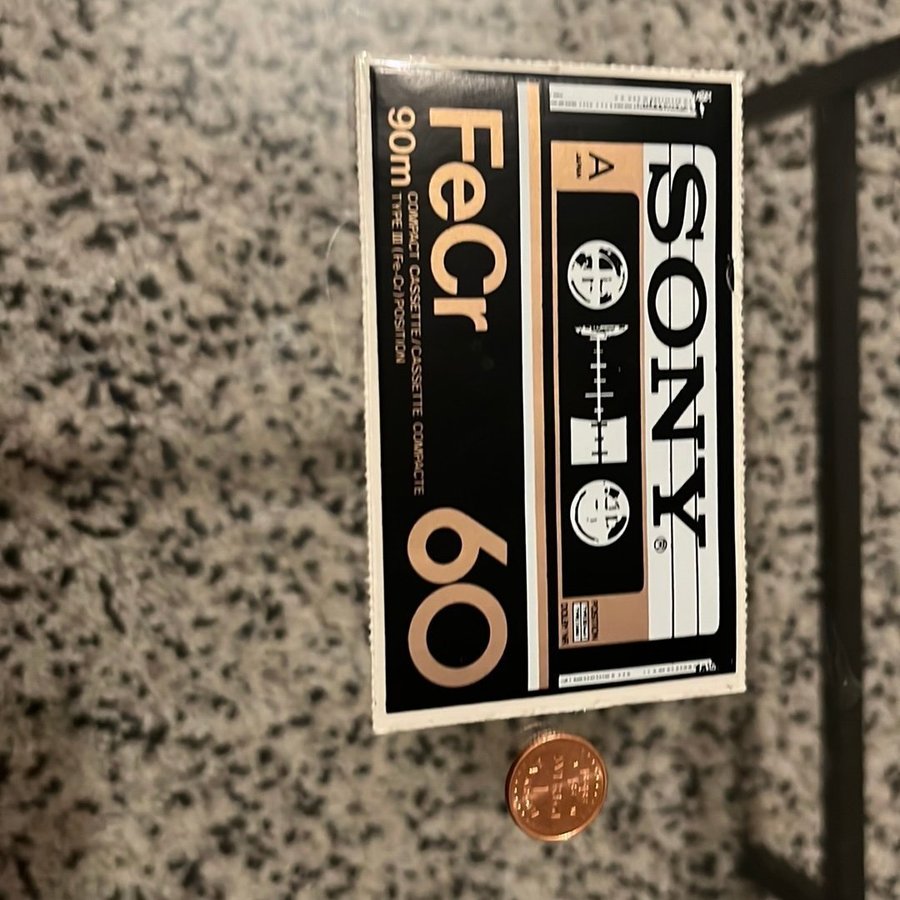 SONY®
A
FeCr 60
90m COMPACT CASSETTE/CASSETTE COMPACTE
TYPE III (Fe-Cr) POSITION